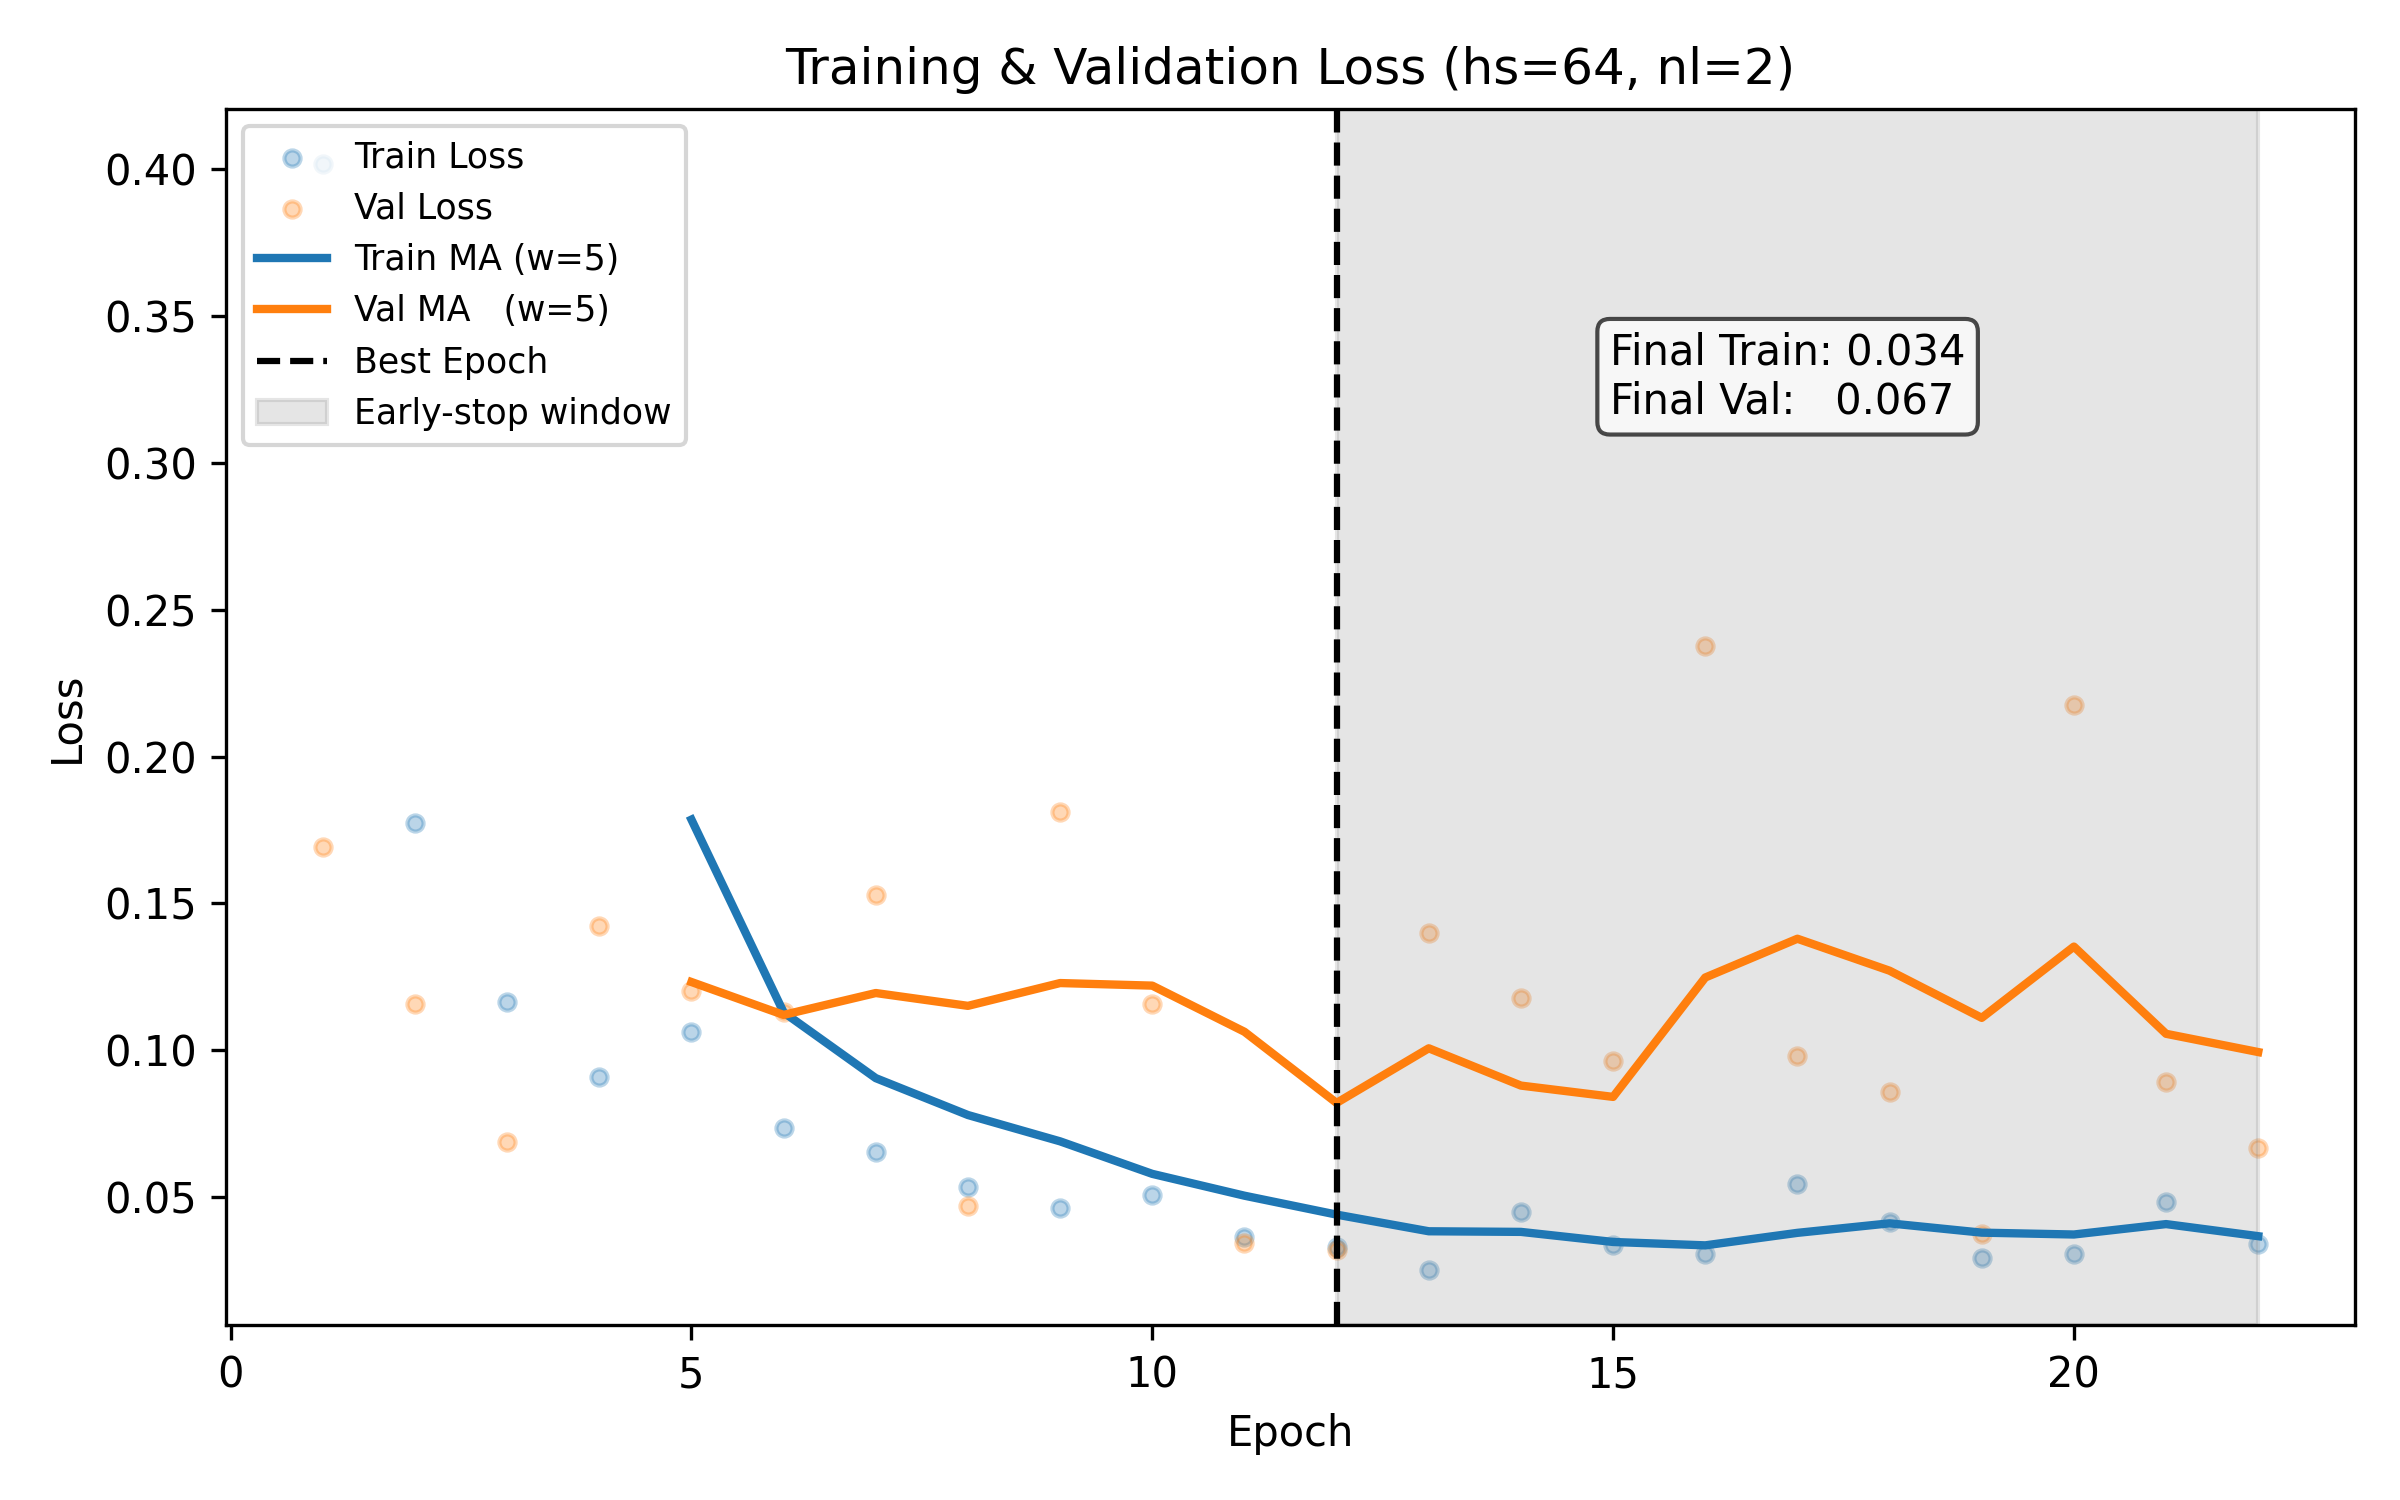 Training & Validation Loss (hs=64, nl=2)
Train Loss
Val Loss
Train MA (w=5)
Val MA   (w=5)
Best Epoch
Early-stop window
Final Train: 0.034
Final Val:   0.067
Loss
0.40
0.35
0.30
0.25
0.20
0.15
0.10
0.05
0 5 10 15 20
Epoch